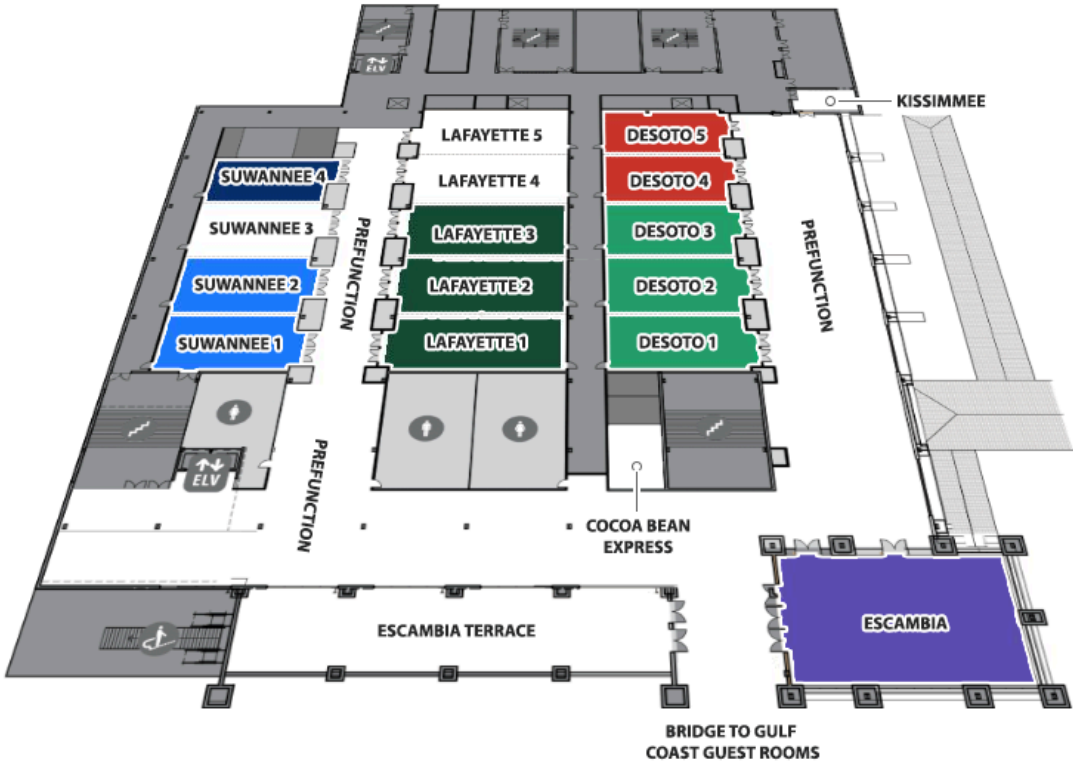 ELV
KISSIMMEE
LAFAYETTE 5
DESOTO 5
SUWANNEE 4
LAFAYETTE 4
DESOTO 4
SUWANNEE 3
LAFAYETTE 3
DESOTO 3
PREFUNCTION
PREFUNCTION
SUWANNEE 2
LAFAYETTE 2
DESOTO 2
SUWANNEE 1
LAFAYETTE 1
DESOTO 1
PREFUNCTION
ELV
COCOA BEAN
EXPRESS
ESCAMBIA TERRACE
ESCAMBIA
BRIDGE TO GULF
COAST GUEST ROOMS